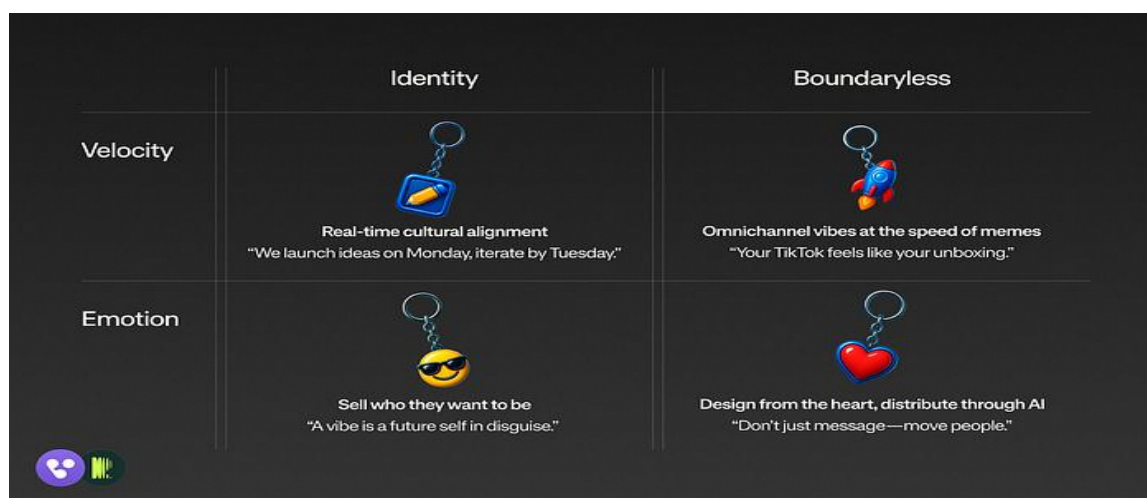 Identity
Boundaryless
Velocity
Real-time cultural alignment
“We launch ideas on Monday, iterate by Tuesday.”
Omnichannel vibes at the speed of memes
“Your TikTok feels like your unboxing.”
Emotion
Sell who they want to be
“A vibe is a future self in disguise.”
Design from the heart, distribute through AI
“Don’t just message—move people.”